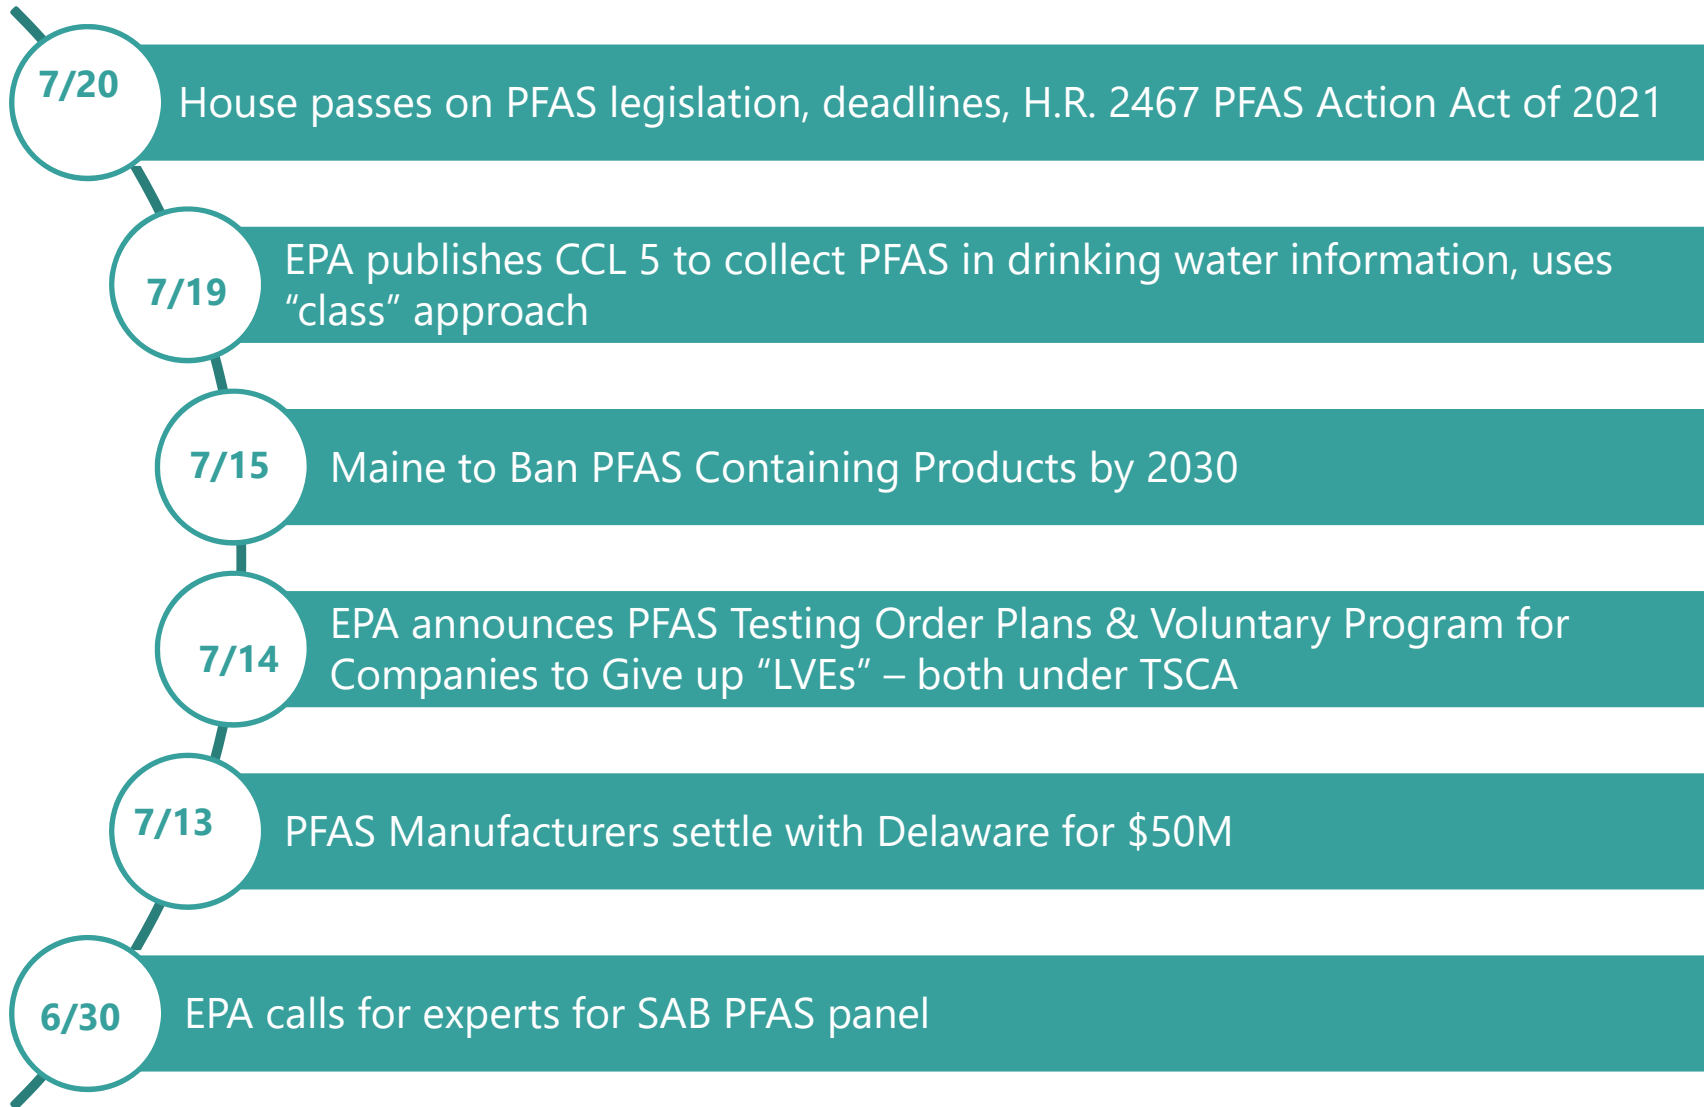 7/20
House passes on PFAS legislation, deadlines, H.R. 2467 PFAS Action Act of 2021
7/19
EPA publishes CCL 5 to collect PFAS in drinking water information, uses
“class” approach
7/15
Maine to Ban PFAS Containing Products by 2030
7/14
EPA announces PFAS Testing Order Plans & Voluntary Program for
Companies to Give up “LVEs” – both under TSCA
7/13
PFAS Manufacturers settle with Delaware for $50M
6/30
EPA calls for experts for SAB PFAS panel